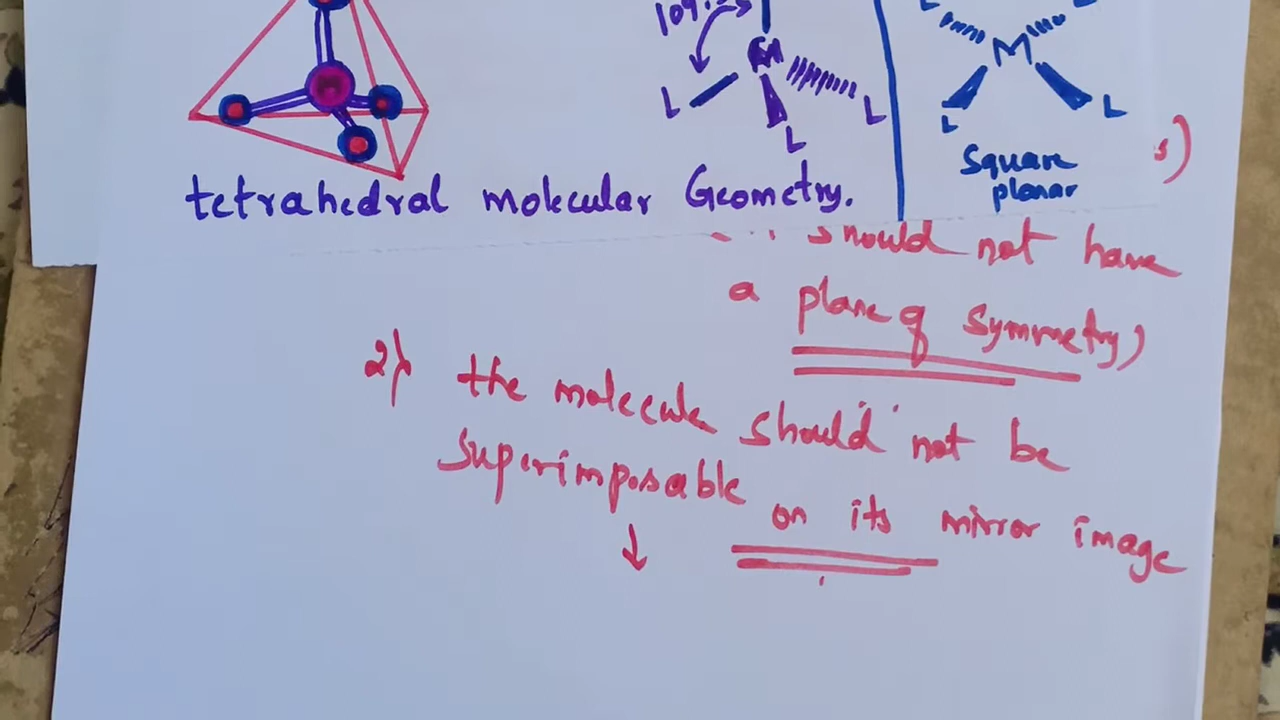 109.5
M
L
L
L
M
L
L
Square
planar
tetrahedral molecular Geometry.
s)
should not have
a plane of symmetry)
2) the molecule should not be
superimposable on its mirror image